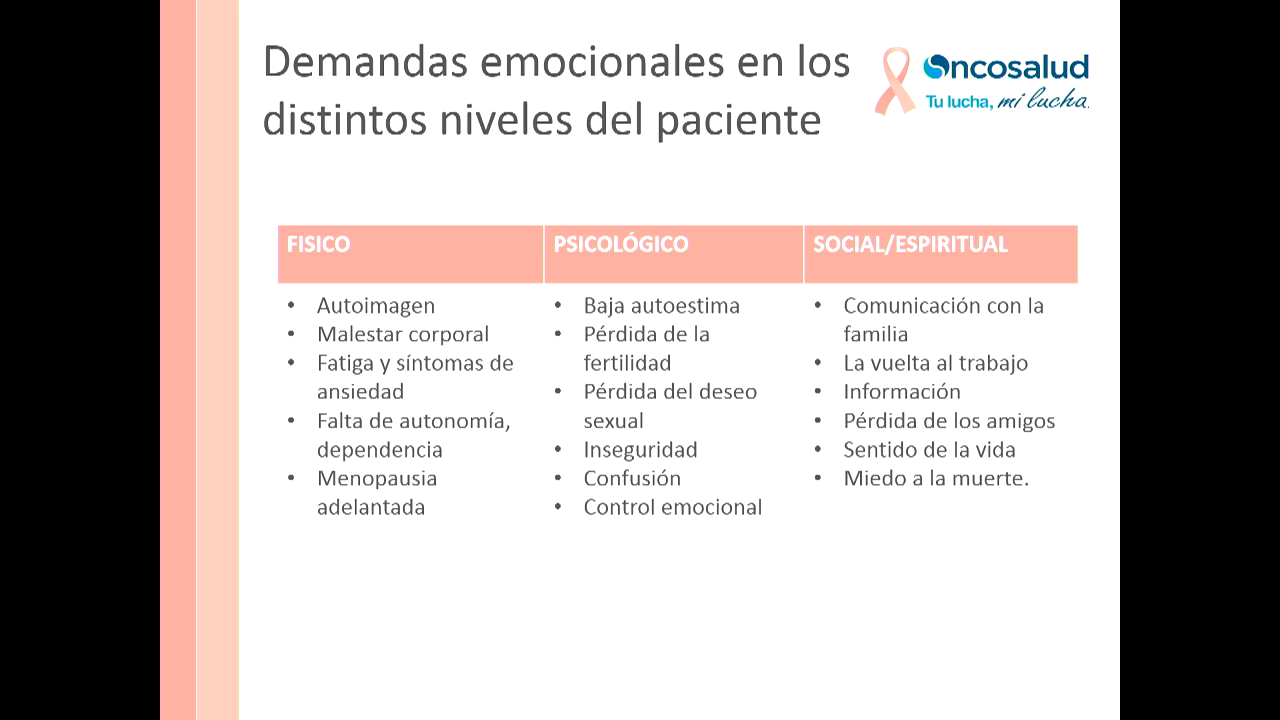 Demandas emocionales en los
distintos niveles del paciente
Oncosalud
Tu lucha, mi lucha.
FISICO
• Autoimagen
• Malestar corporal
• Fatiga y síntomas de
ansiedad
• Falta de autonomía,
dependencia
• Menopausia
adelantada
PSICOLÓGICO
• Baja autoestima
• Pérdida de la
fertilidad
• Pérdida del deseo
sexual
• Inseguridad
• Confusión
• Control emocional
SOCIAL/ESPIRITUAL
• Comunicación con la
familia
• La vuelta al trabajo
• Información
• Pérdida de los amigos
• Sentido de la vida
• Miedo a la muerte.